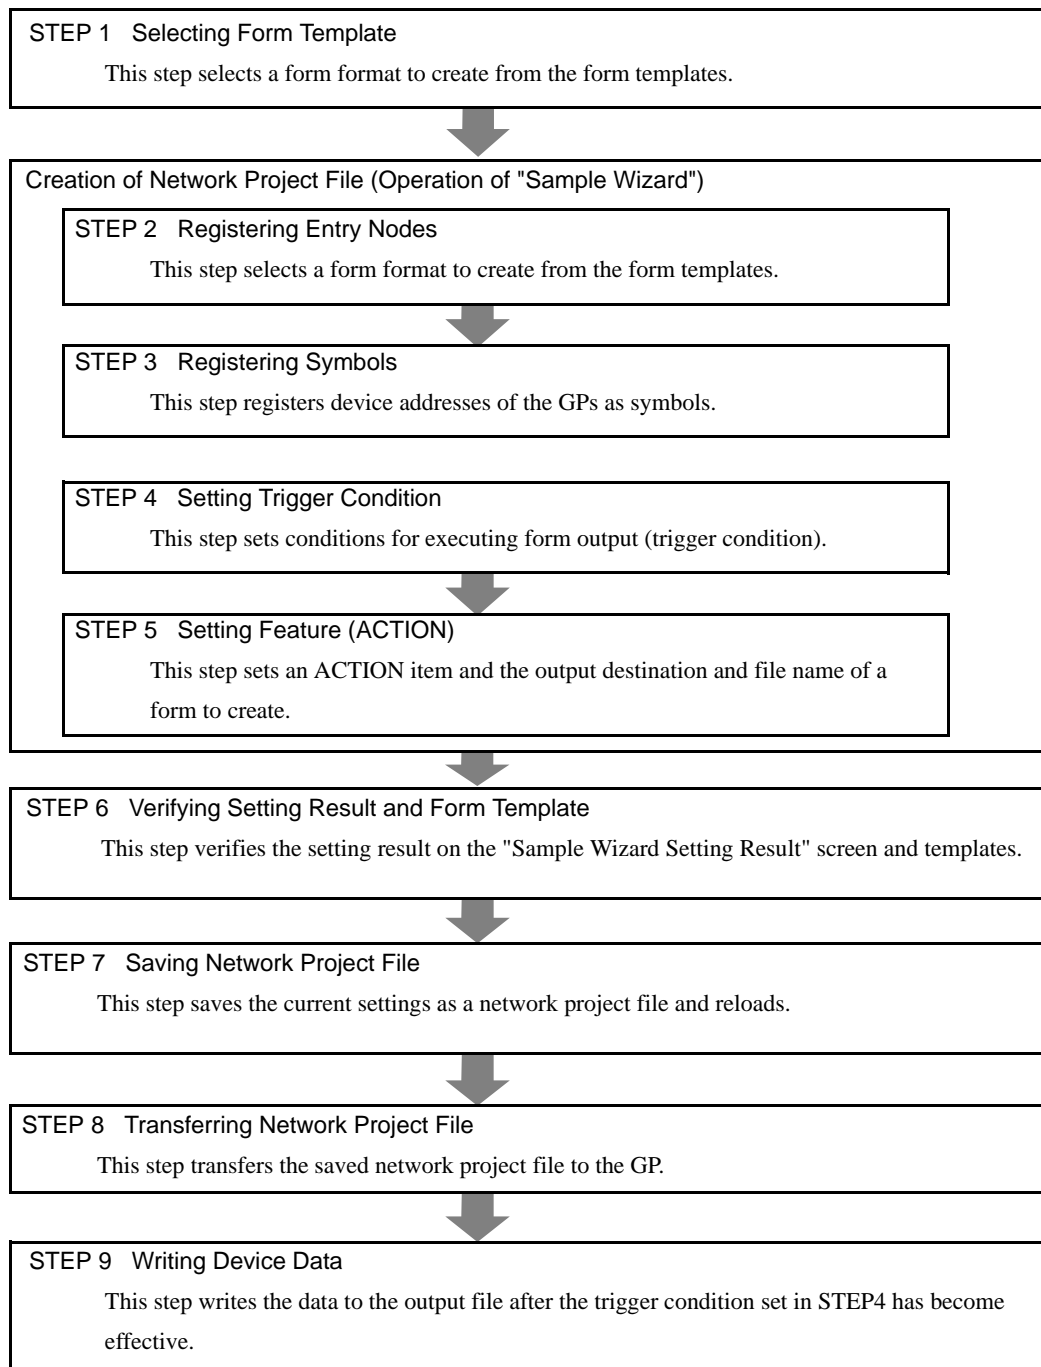 STEP 1 Selecting Form Template
This step selects a form format to create from the form templates.
Creation of Network Project File (Operation of "Sample Wizard")
STEP 2 Registering Entry Nodes
This step selects a form format to create from the form templates.
STEP 3 Registering Symbols
This step registers device addresses of the GPs as symbols.
STEP 4 Setting Trigger Condition
This step sets conditions for executing form output (trigger condition).
STEP 5 Setting Feature (ACTION)
This step sets an ACTION item and the output destination and file name of a
form to create.
STEP 6 Verifying Setting Result and Form Template
This step verifies the setting result on the "Sample Wizard Setting Result" screen and templates.
STEP 7 Saving Network Project File
This step saves the current settings as a network project file and reloads.
STEP 8 Transferring Network Project File
This step transfers the saved network project file to the GP.
STEP 9 Writing Device Data
This step writes the data to the output file after the trigger condition set in STEP4 has become
effective.